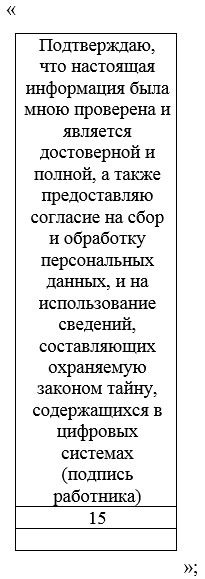 «
Подтверждаю,
что настоящая
информация была
мною проверена и
является
достоверной и
полной, а также
предоставляю
согласие на сбор
и обработку
персональных
данных, и на
использование
сведений,
составляющих
охраняемую
законом тайну,
содержащихся в
цифровых
системах
(подпись
работника)
15
»;